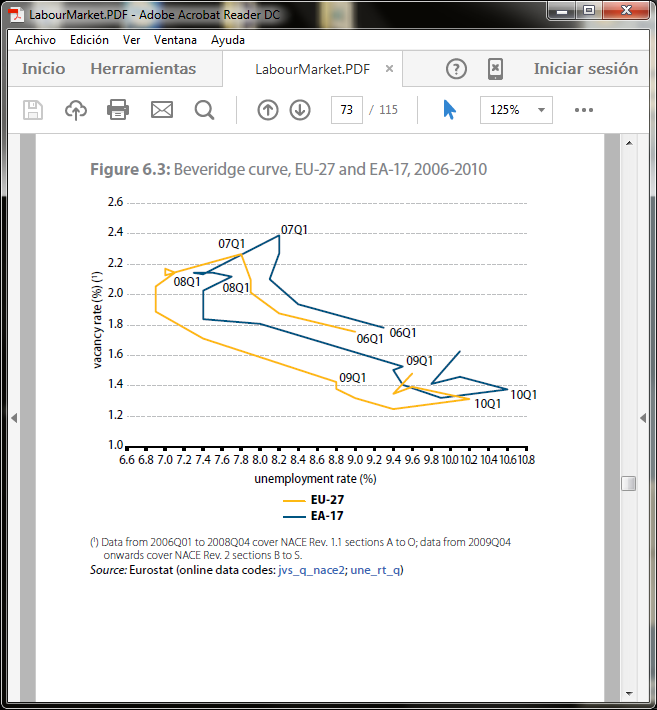 LabourMarket.PDF - Adobe Acrobat Reader DC
Archivo Edición Ver Ventana Ayuda
Inicio Herramientas LabourMarket.PDF × ? Iniciar sesión
73 / 115 125%
Figure 6.3: Beveridge curve, EU-27 and EA-17, 2006-2010
vacancy rate (%) (¹)
2.6
2.4
2.2
2.0
1.8
1.6
1.4
1.2
1.0
07Q1
07Q1
08Q1
08Q1
06Q1
06Q1
09Q1
09Q1
10Q1
10Q1
6.6 6.8 7.0 7.2 7.4 7.6 7.8 8.0 8.2 8.4 8.6 8.8 9.0 9.2 9.4 9.6 9.8 10.0 10.2 10.4 10.6 10.8
unemployment rate (%)
EU-27
EA-17
(¹) Data from 2006Q01 to 2008Q04 cover NACE Rev. 1.1 sections A to O; data from 2009Q04
onwards cover NACE Rev. 2 sections B to S.
Source: Eurostat (online data codes: jvs_q_nace2; une_rt_q)